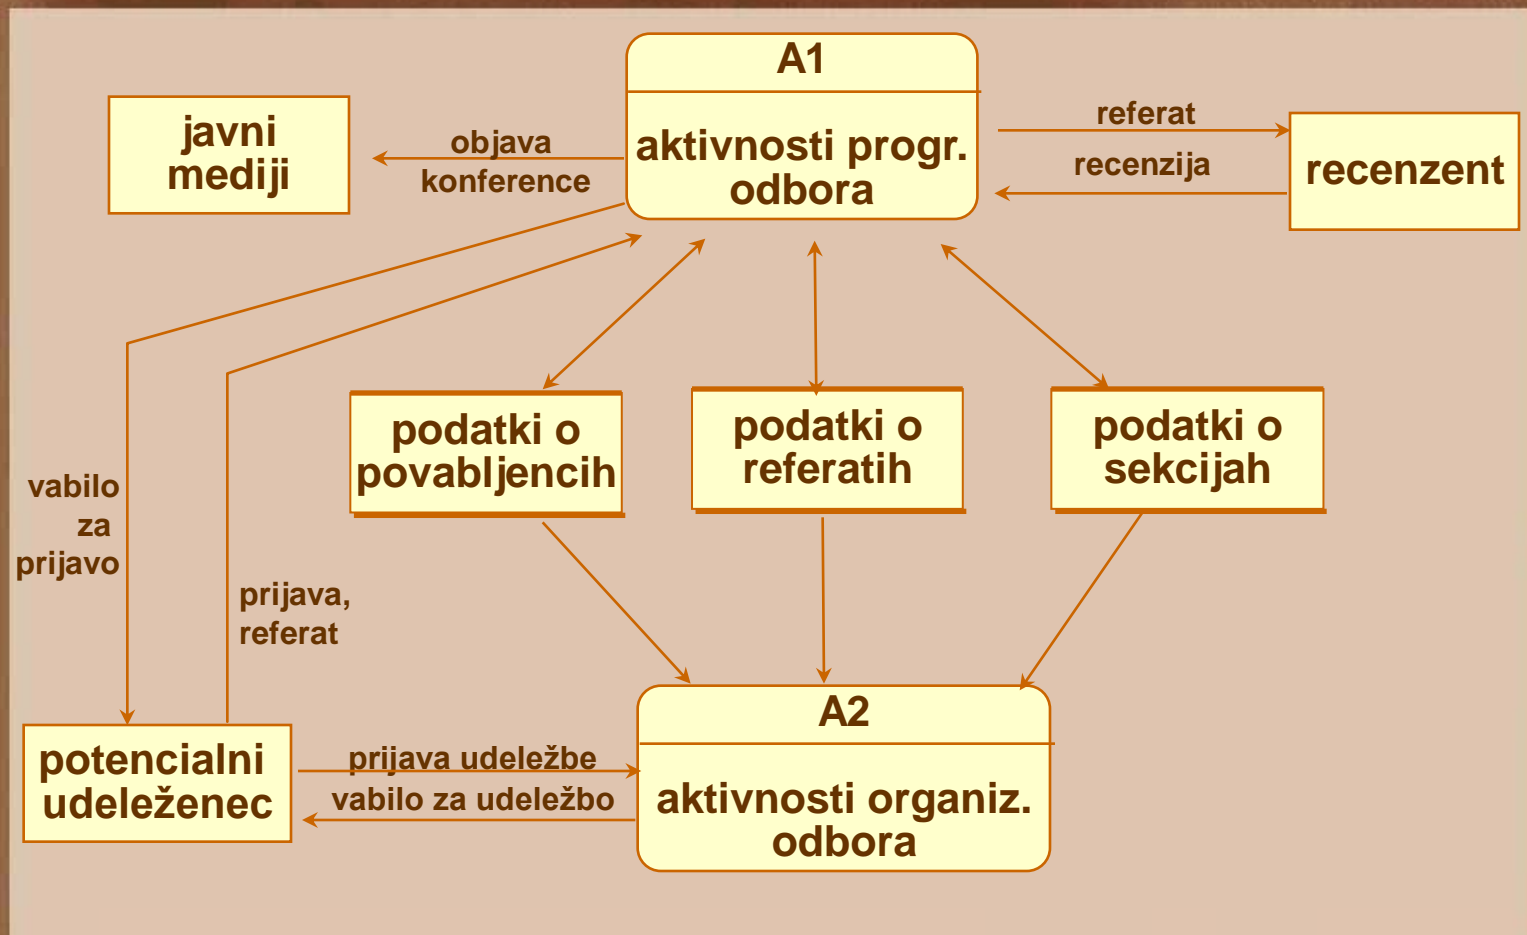 A1
aktivnosti progr.
odbora
javni
mediji
objava
konference
referat
recenzija
recenzent
podatki o
povabljencih
podatki o
referatih
podatki o
sekcijah
vabilo
za
prijavo
prijava,
referat
potencialni
udeleženec
prijava udeležbe
vabilo za udeležbo
A2
aktivnosti organiz.
odbora